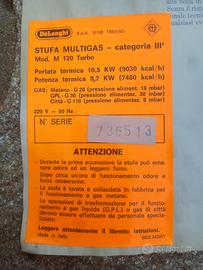 DeLonghi S.p.A. 31100 TREVISO
STUFA MULTIGAS - categoria III
Mod. M 120 Turbo
Portata termica 10,5 KW (9030 kcal/h)
Potenza termica 8,7 KW (7480 kcal/h)
GAS: Metano - G 20 (pressione aliment. 18 mbar)
GPL - G 30 (pressione aliment. 30 mbar)
Città - G 110 (pressione aliment. 8 mbar)
220 V ~ 50 Hz
N° SERIE
735513
ATTENZIONE
- Durante la prima accensione la stufa può emanare odore ed un leggero fumo.
Dopo circa un'ora di funzionamento odore e fumo cesseranno.
- La stufa è tarata e collaudata in fabbrica per il funzionamento a gas metano.
- Le operazioni di trasformazione per il funzionamento a gas liquido (G.P.L.) o gas di città devono essere effettuate da personale specializzato.
Leggere attentamente il libretto istruzioni.
Made in Italy